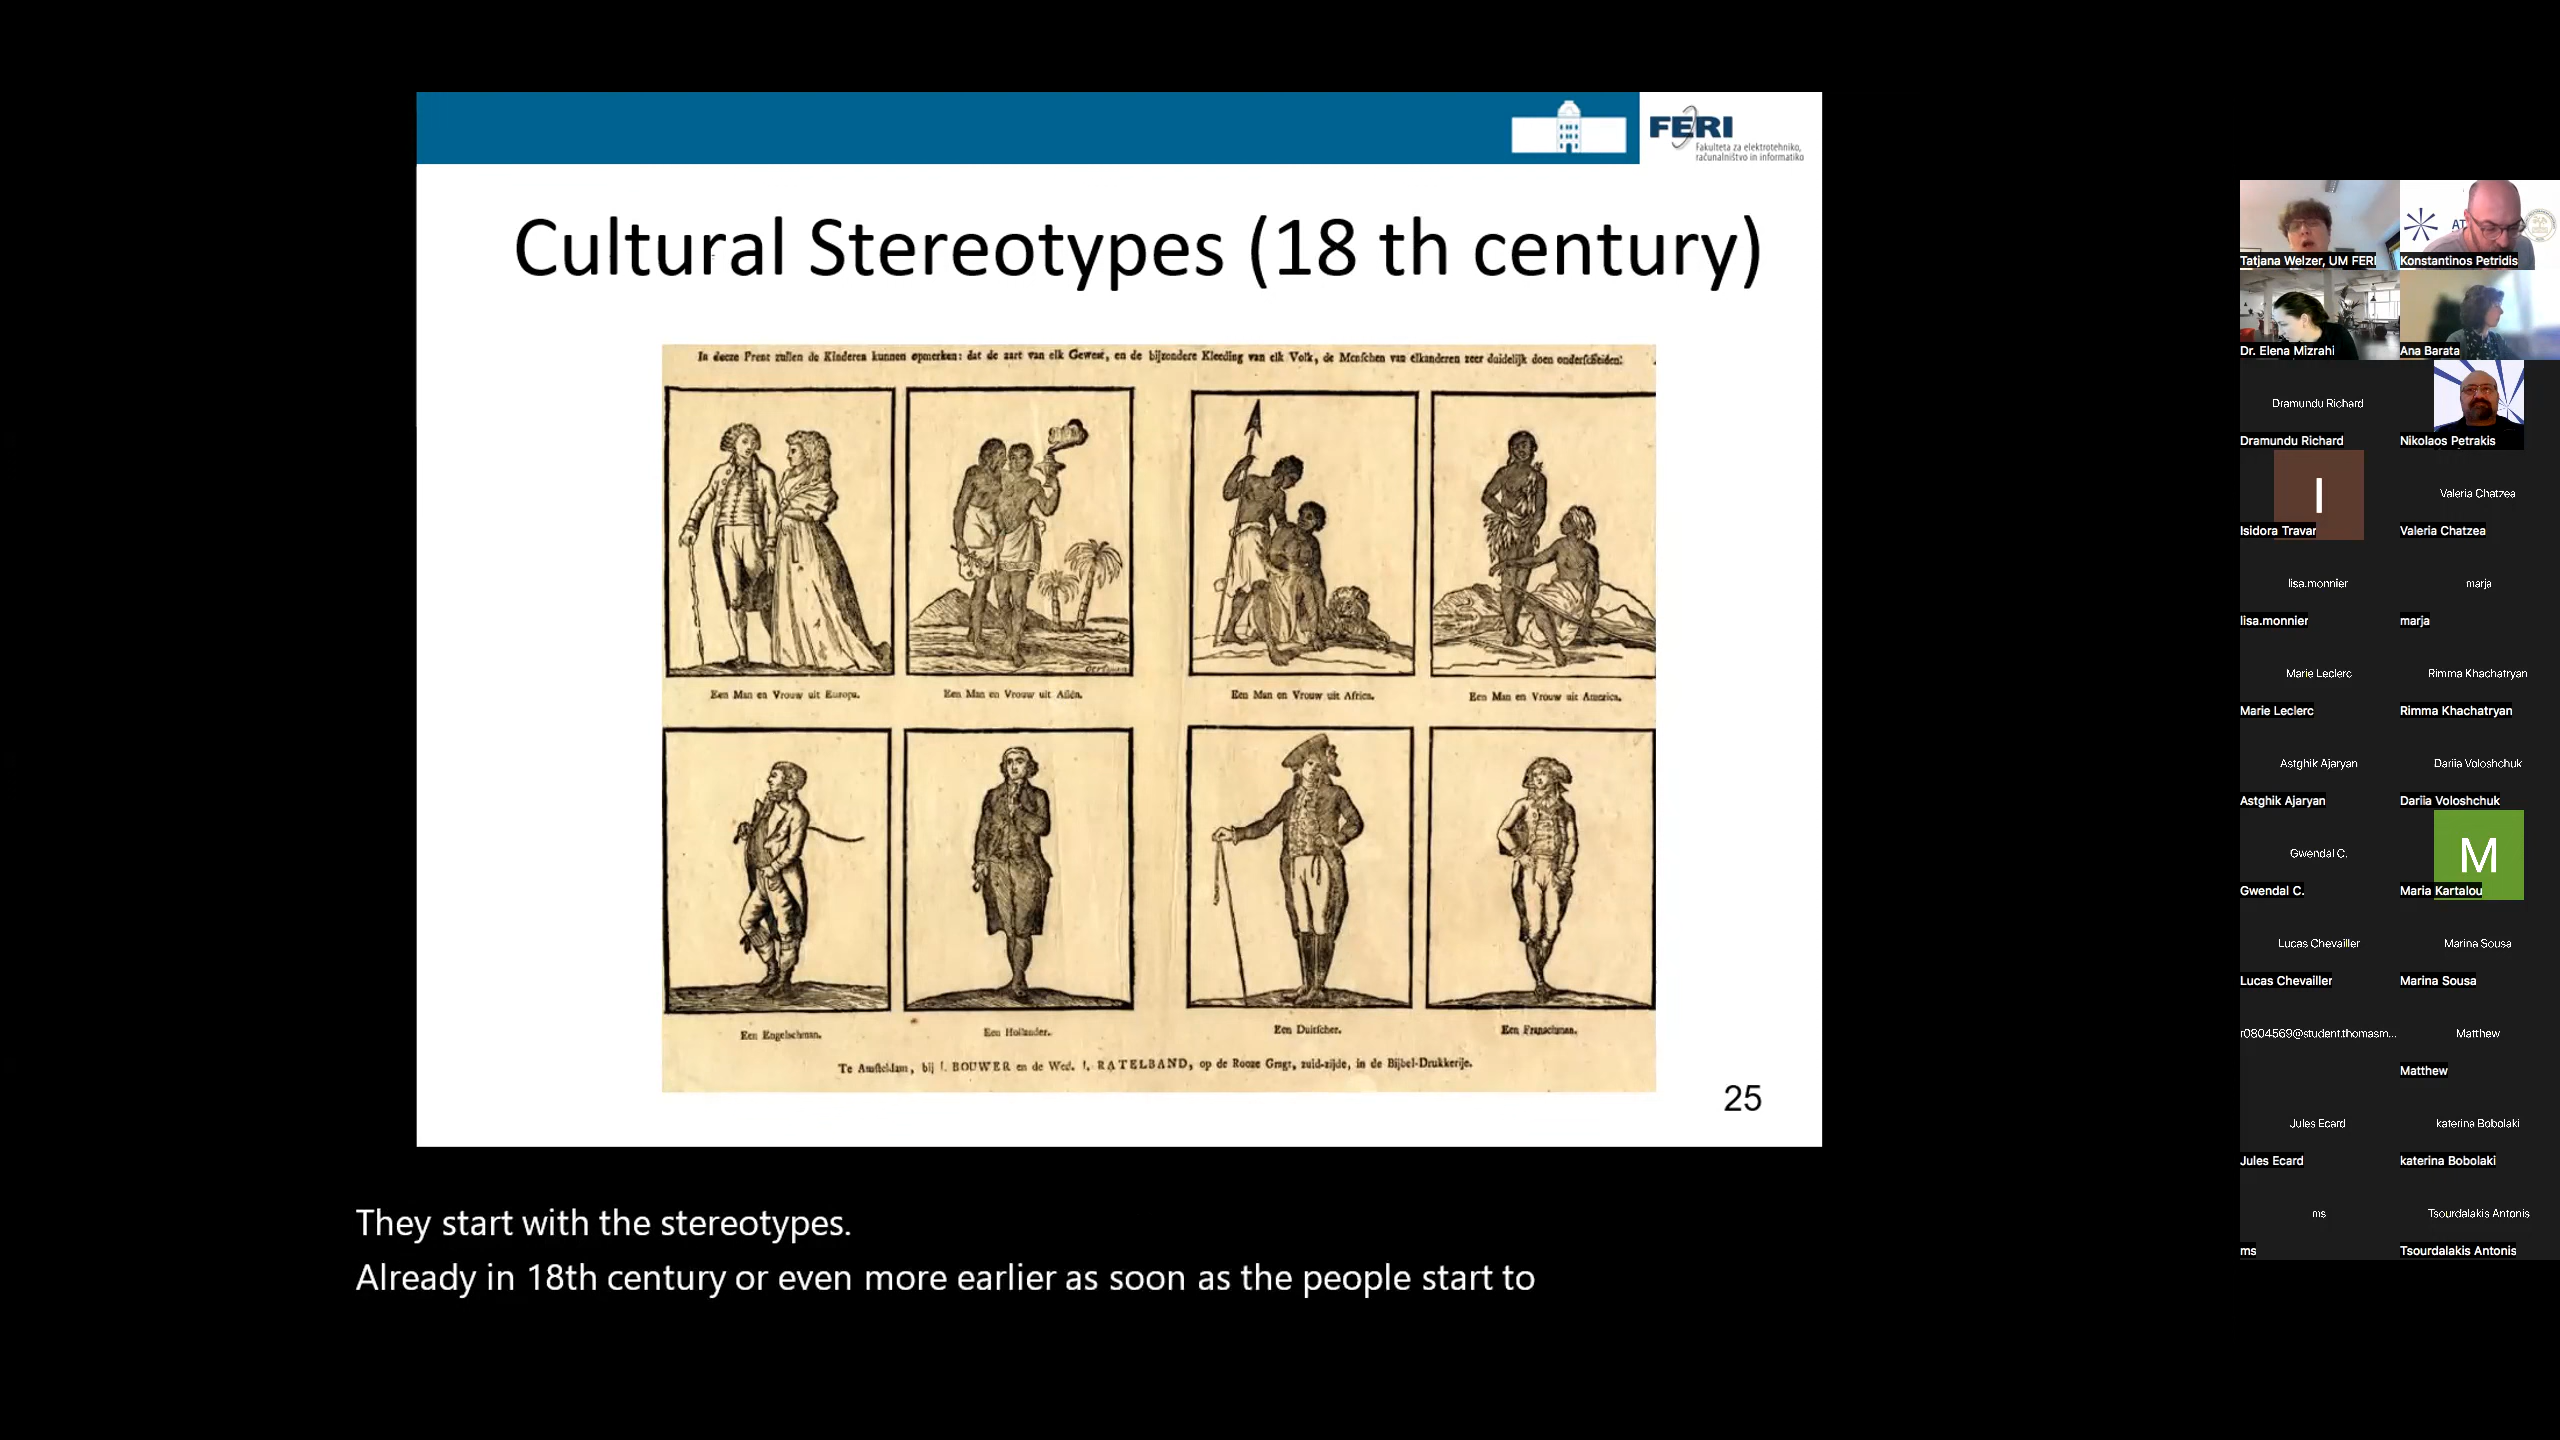 FERI
Fakulteta za elektrotehniko,
računalništvo in informatiko
Cultural Stereotypes (18 th century)
In deeze Prent zullen de Kinderen kunnen opmerken: dat de aart van elk Gewest, en de bijzondere Kleeding van elk Volk, de Menschen van elkanderen zeer duidelijk doen onderscheiden.
Een Man en Vrouw uit Europa.
Een Man en Vrouw uit Asiën.
Een Man en Vrouw uit Africa.
Een Man en Vrouw uit America.
Een Engelschman.
Een Hollander.
Een Duitscher.
Een Franschman.
Te Amsteldam, bij J. BOUWER en de Wed. J. RATELBAND, op de Rooze Gragt, zuid-zijde, in de Bijbel-Drukkerije.
25
They start with the stereotypes.
Already in 18th century or even more earlier as soon as the people start to
Tatjana Welzer, UM FERI
AT
Konstantinos Petridis
Dr. Elena Mizrahi
Ana Barata
Dramundu Richard
Dramundu Richard
Nikolaos Petrakis
I
Isidora Travar
Valeria Chatzea
Valeria Chatzea
lisa.monnier
lisa.monnier
marja
marja
Marie Leclerc
Marie Leclerc
Rimma Khachatryan
Rimma Khachatryan
Astghik Ajaryan
Astghik Ajaryan
Dariia Voloshchuk
Dariia Voloshchuk
Gwendal C.
Gwendal C.
M
Maria Kartalou
Lucas Chevailler
Lucas Chevailler
Marina Sousa
Marina Sousa
r0804569@student.thomasm...
Matthew
Matthew
Jules Ecard
Jules Ecard
katerina Bobolaki
katerina Bobolaki
ms
ms
Tsourdalakis Antonis
Tsourdalakis Antonis